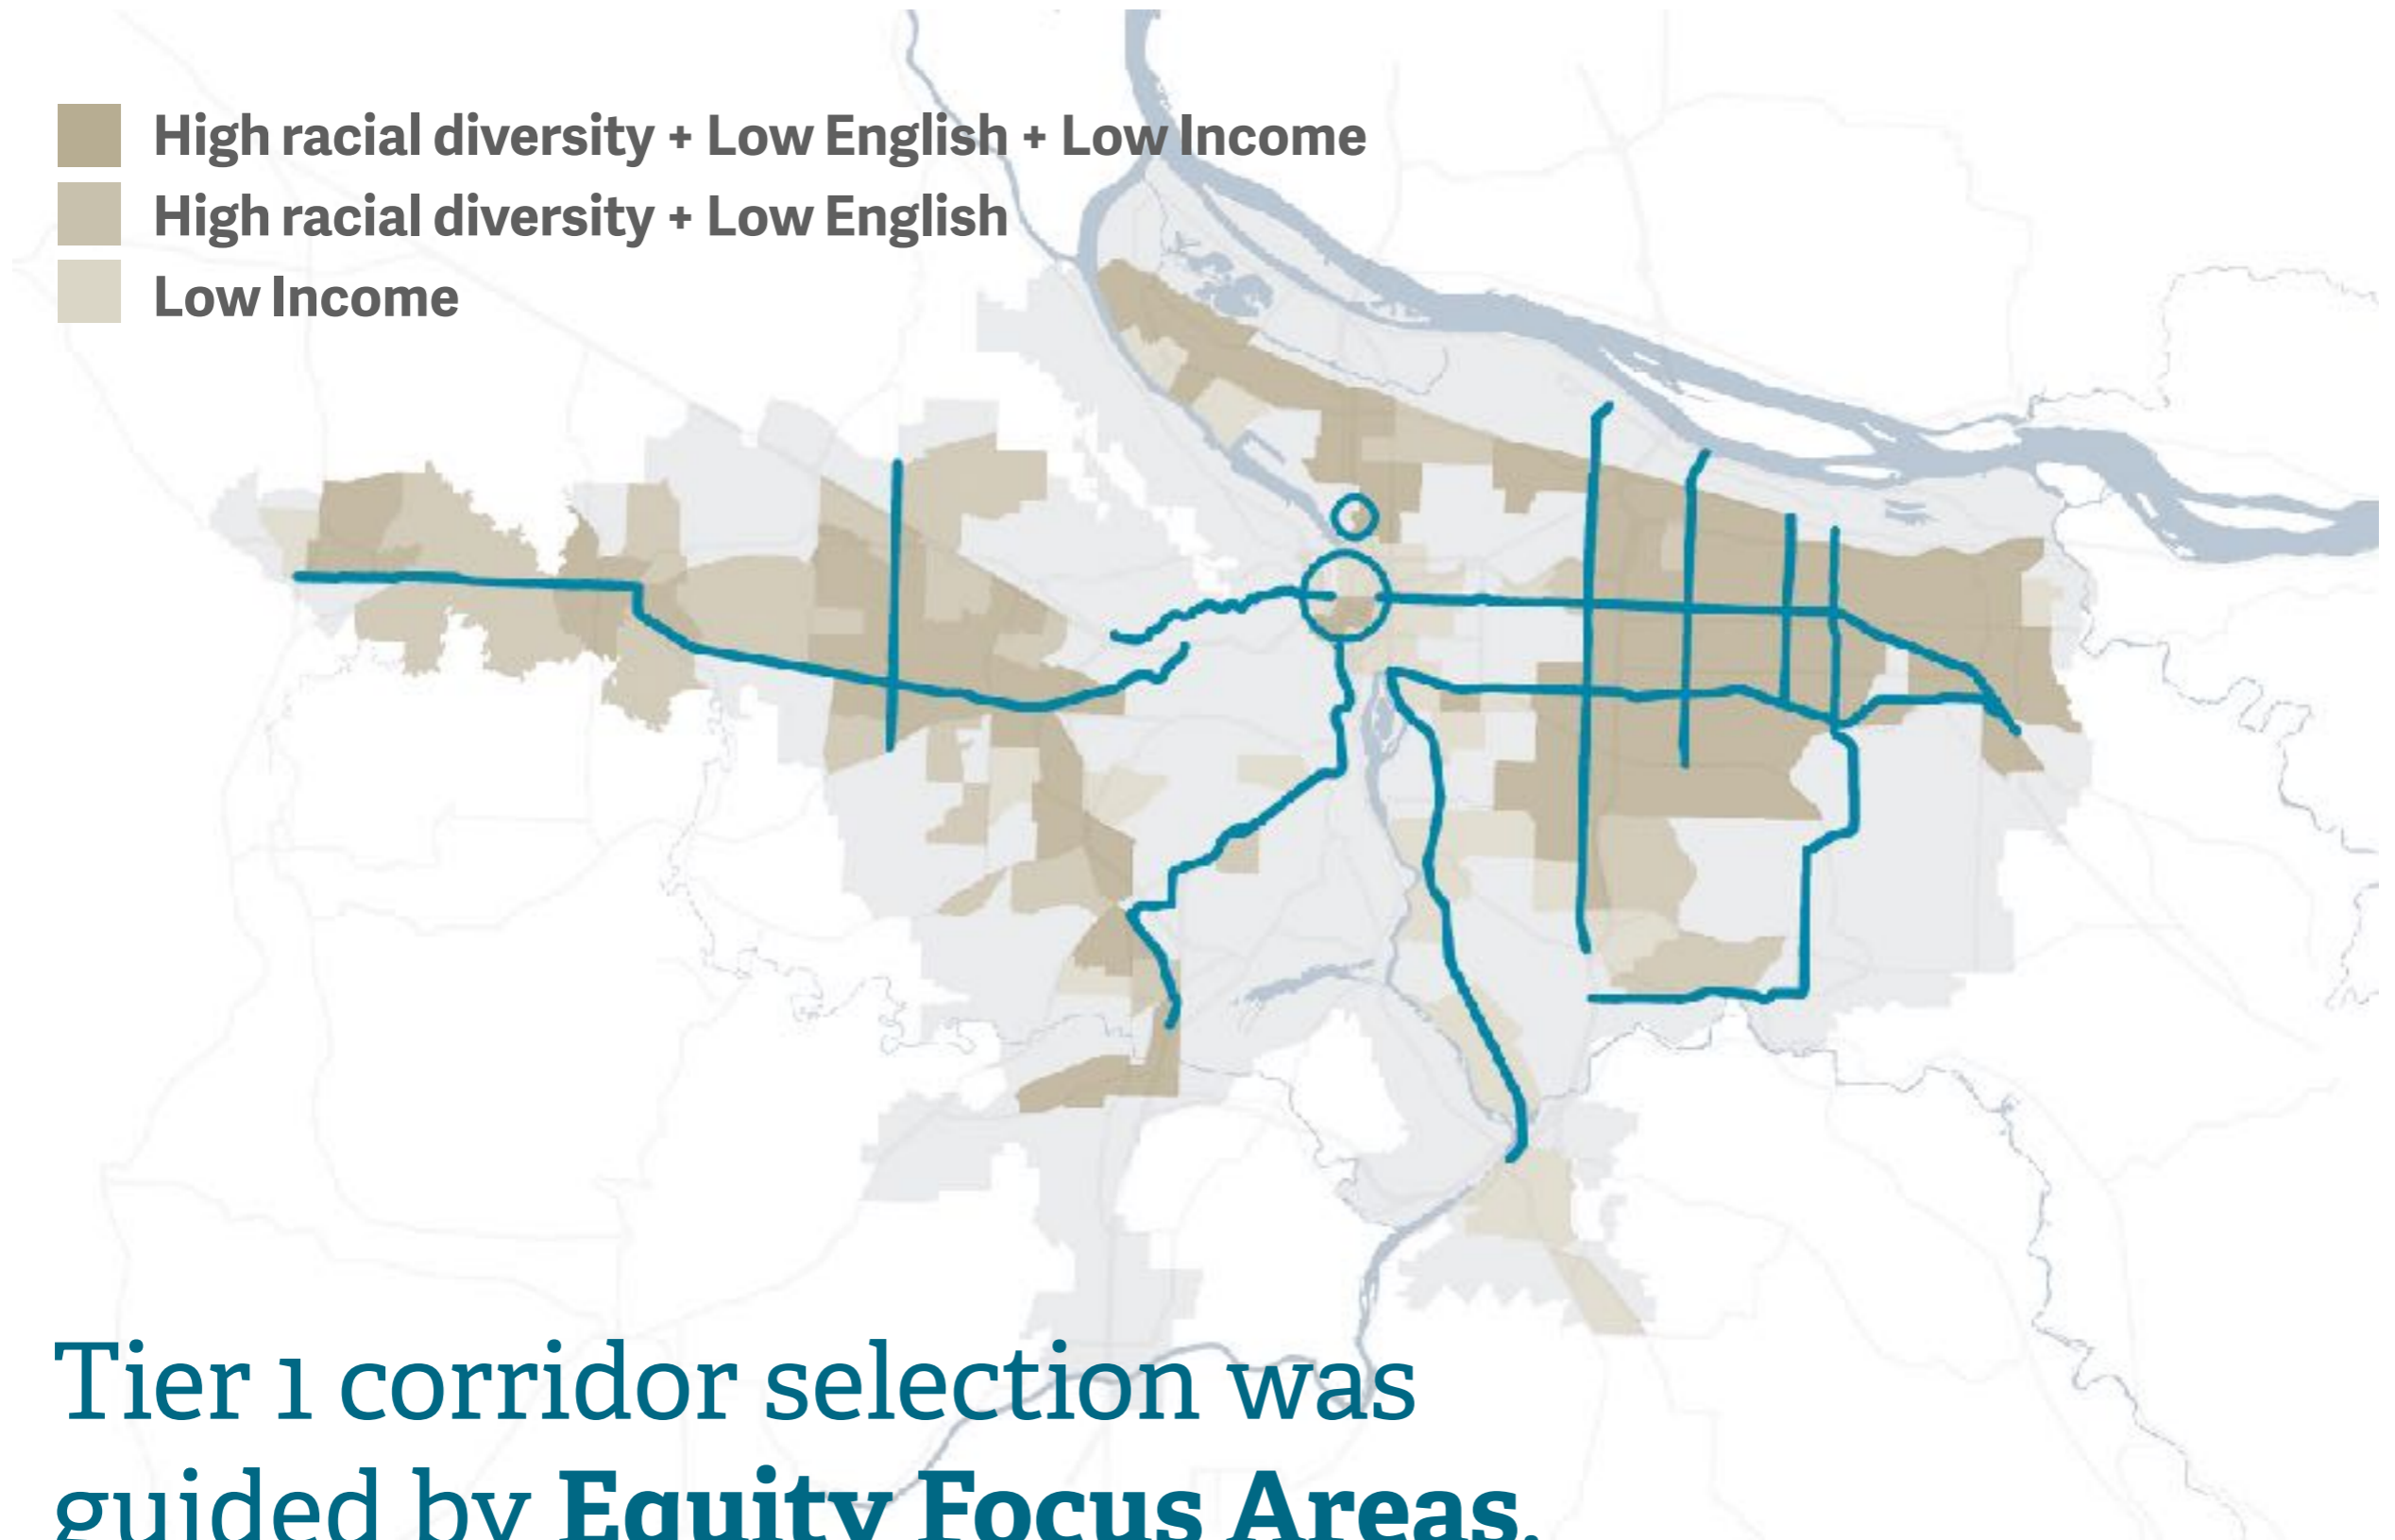 High racial diversity + Low English + Low Income
High racial diversity + Low English
Low Income
Tier 1 corridor selection was
guided by Equity Focus Areas.